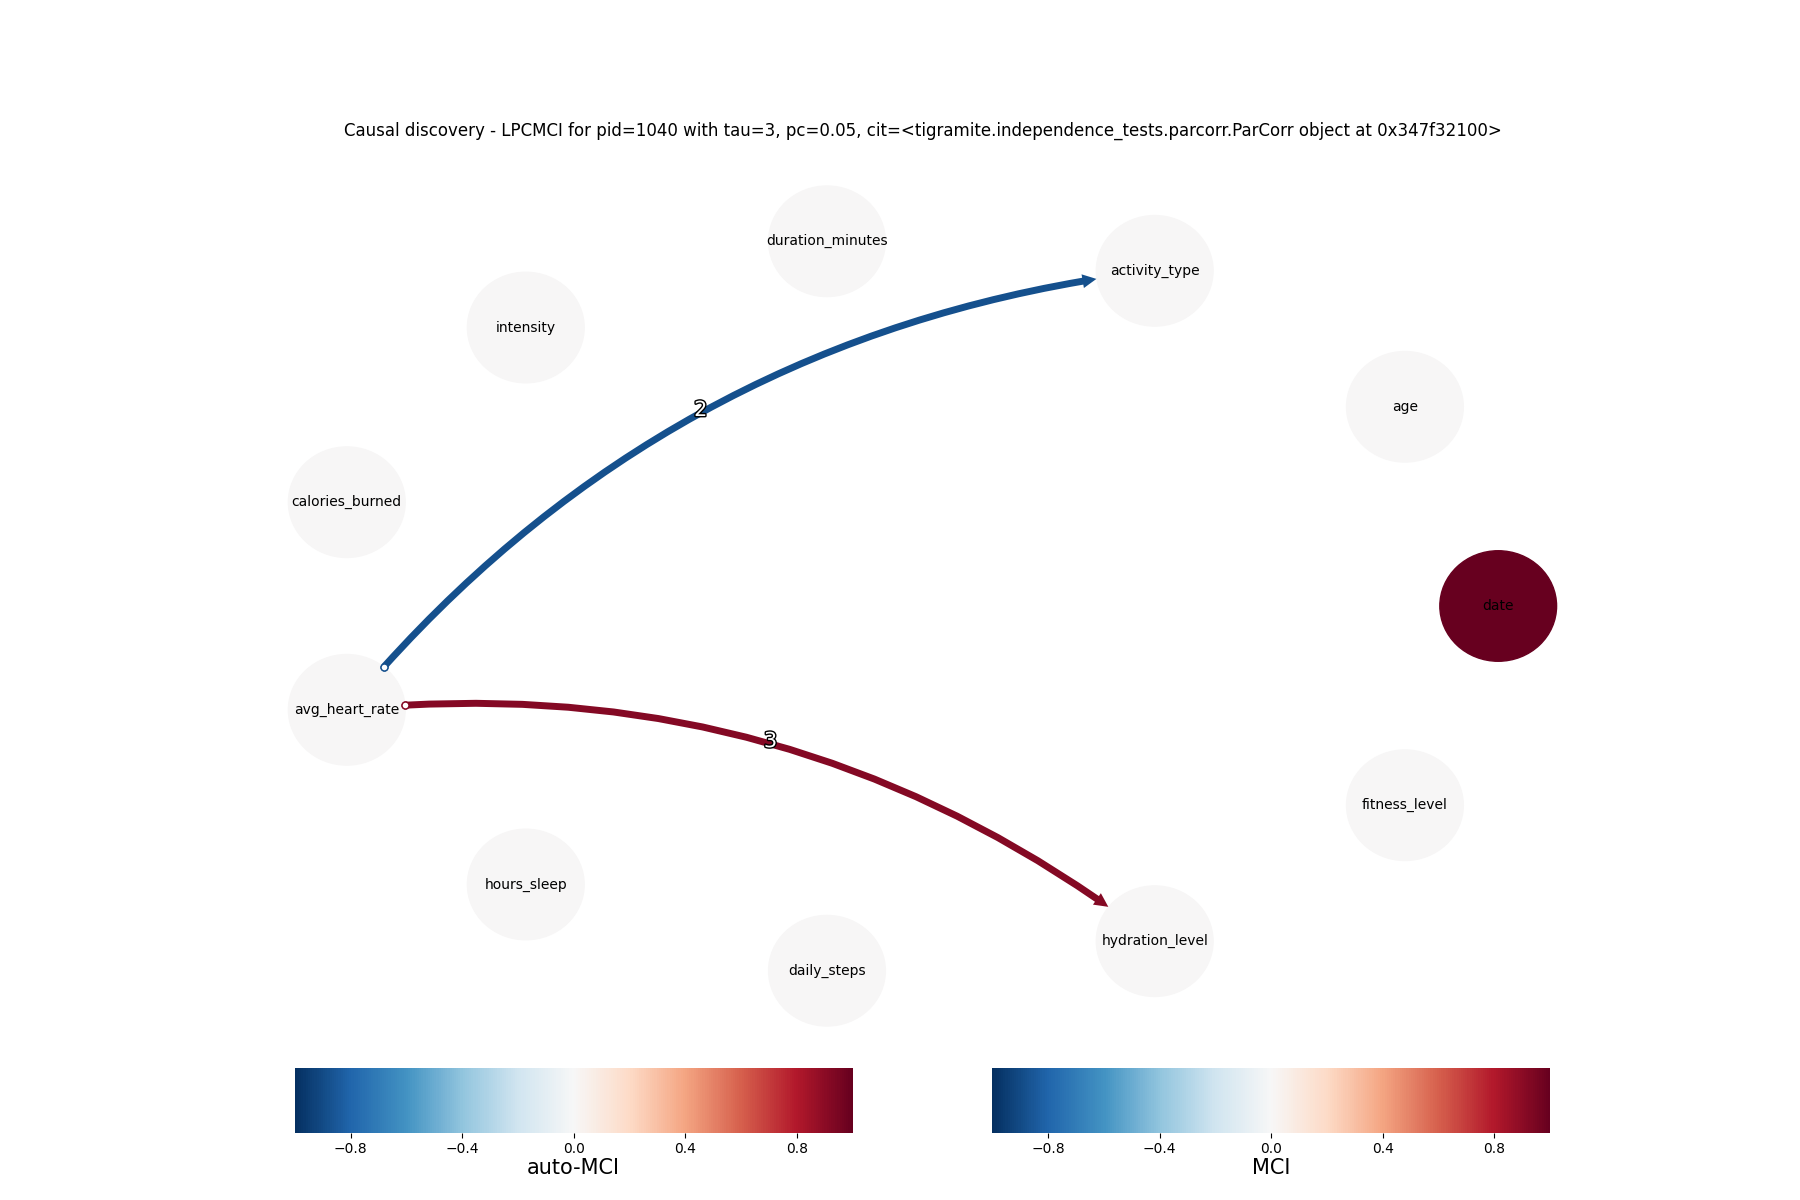 Causal discovery - LPCMCI for pid=1040 with tau=3, pc=0.05, cit=<tigramite.independence_tests.parcorr.ParCorr object at 0x347f32100>
duration_minutes
activity_type
intensity
age
2
calories_burned
date
avg_heart_rate
3
fitness_level
hours_sleep
hydration_level
daily_steps
−0.8 −0.4 0.0 0.4 0.8
auto-MCI
−0.8 −0.4 0.0 0.4 0.8
MCI